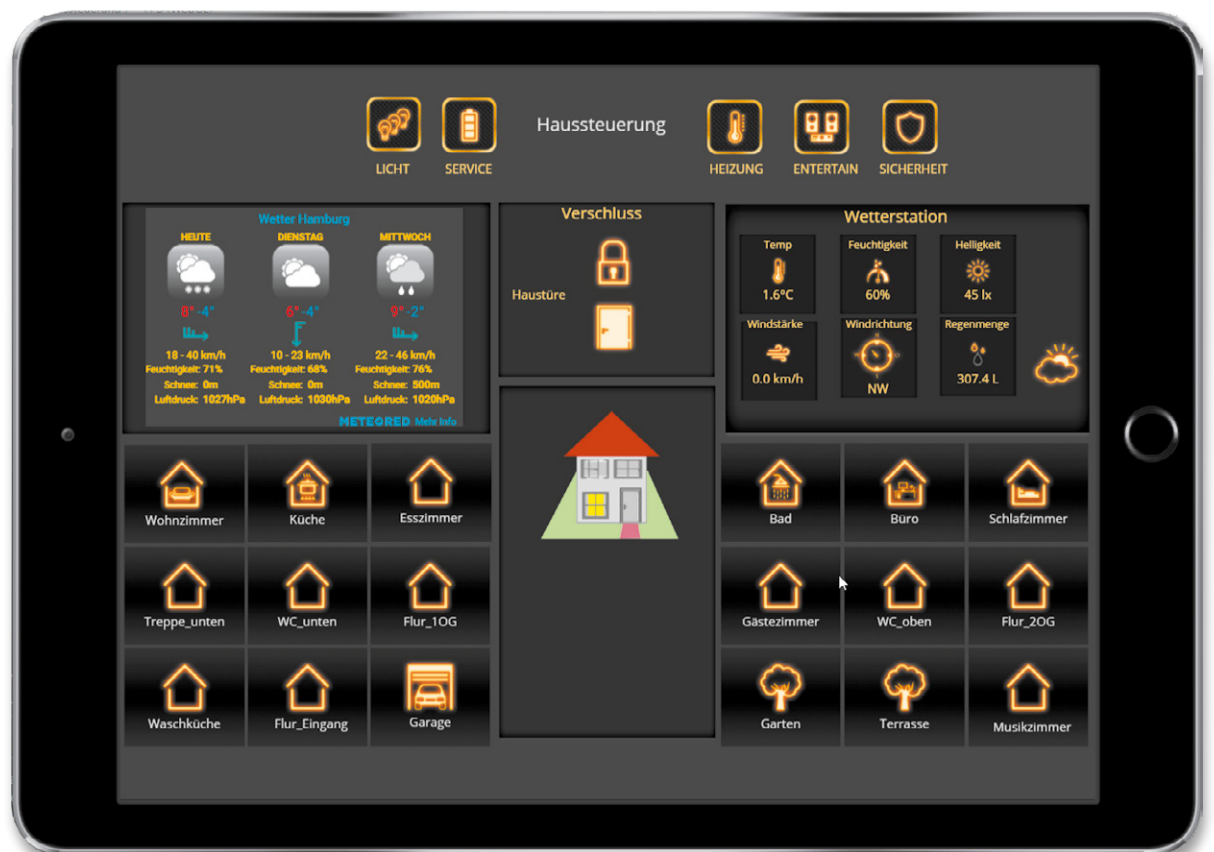 Haussteuerung
LICHT
SERVICE
HEIZUNG
ENTERTAIN
SICHERHEIT
Wetter Hamburg
HEUTE DIENSTAG MITTWOCH
8° -4° 6° -4° 9° -2°
18 - 40 km/h 10 - 23 km/h 22 - 46 km/h
Feuchtigkeit: 71% Feuchtigkeit: 68% Feuchtigkeit: 76%
Schnee: 0m Schnee: 0m Schnee: 500m
Luftdruck: 1027hPa Luftdruck: 1030hPa Luftdruck: 1020hPa
METEORED Mehr Info
Verschluss
Haustüre
Wetterstation
Temp Feuchtigkeit Helligkeit
1.6°C 60% 45 lx
Windstärke Windrichtung Regenmenge
0.0 km/h NW 307.4 L
Wohnzimmer Küche Esszimmer
Treppe_unten WC_unten Flur_1OG
Waschküche Flur_Eingang Garage
Bad Büro Schlafzimmer
Gästezimmer WC_oben Flur_2OG
Garten Terrasse Musikzimmer